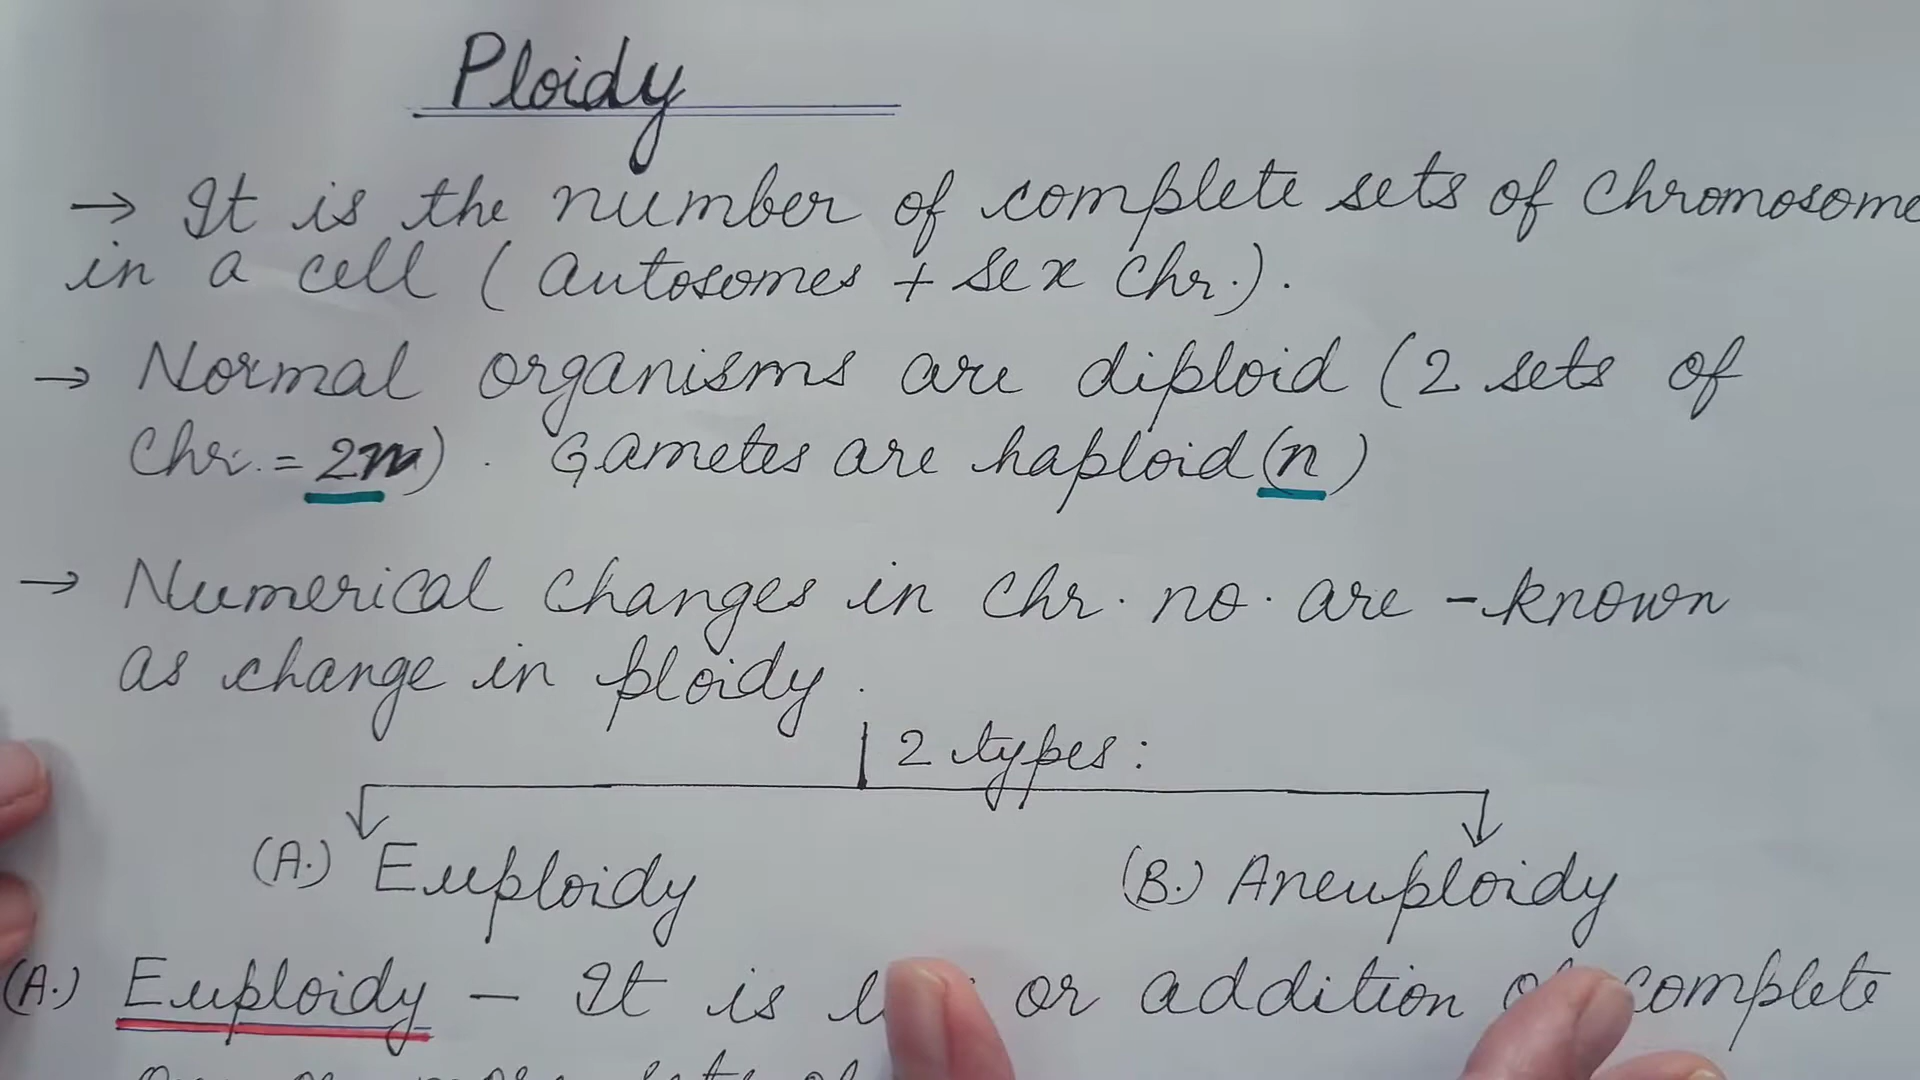 Ploidy
→ It is the number of complete sets of Chromosome
in a cell (Autosomes + Sex Chr.).
→ Normal organisms are diploid (2 sets of
Chr. = 2n). Gametes are haploid (n)
→ Numerical changes in Chr. no. are - known
as change in ploidy.
2 types:
(A.) Euploidy (B.) Aneuploidy
(A.) Euploidy - It is or addition complete